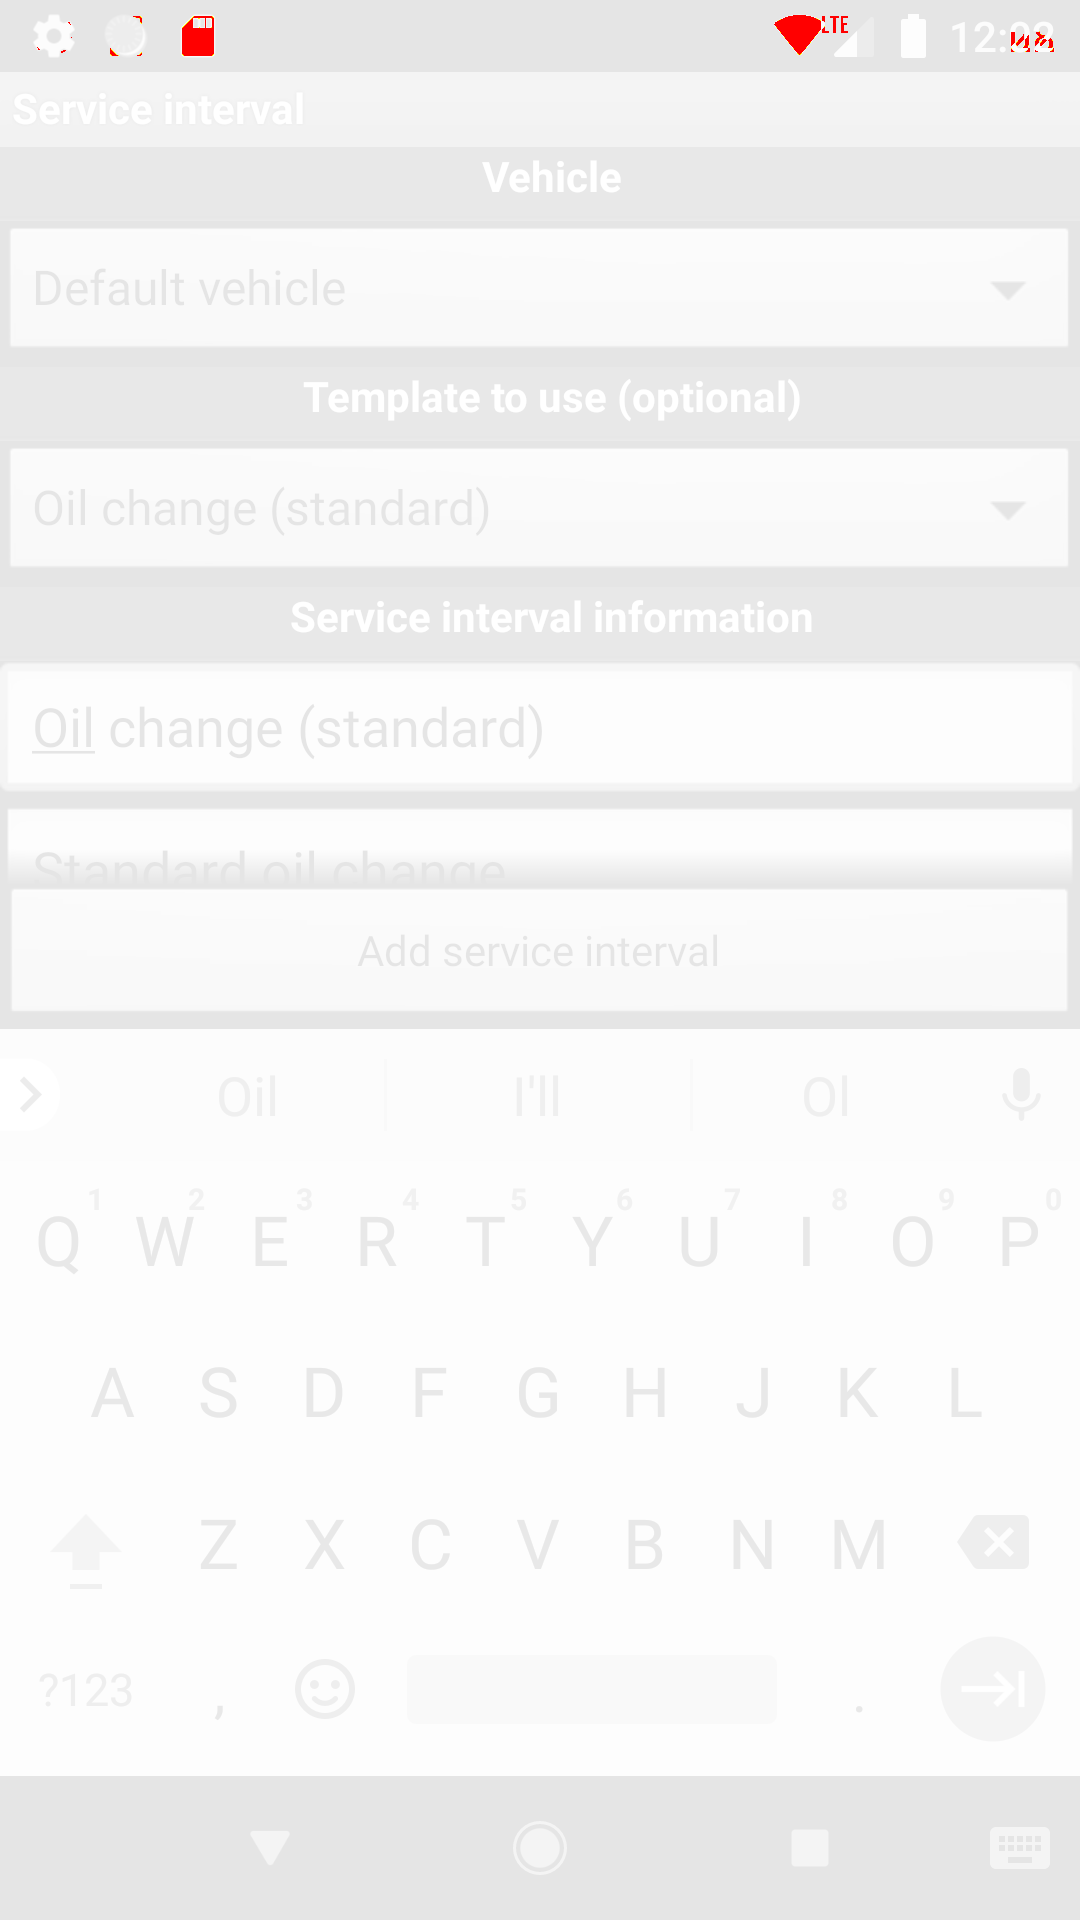 LTE 12:
Service interval
Vehicle
Default vehicle
Template to use (optional)
Oil change (standard)
Service interval information
Oil change (standard)
Standard oil change
Add service interval
Oil I'll Ol
1 2 3 4 5 6 7 8 9 0
Q W E R T Y U I O P
A S D F G H J K L
Z X C V B N M
?123 , .